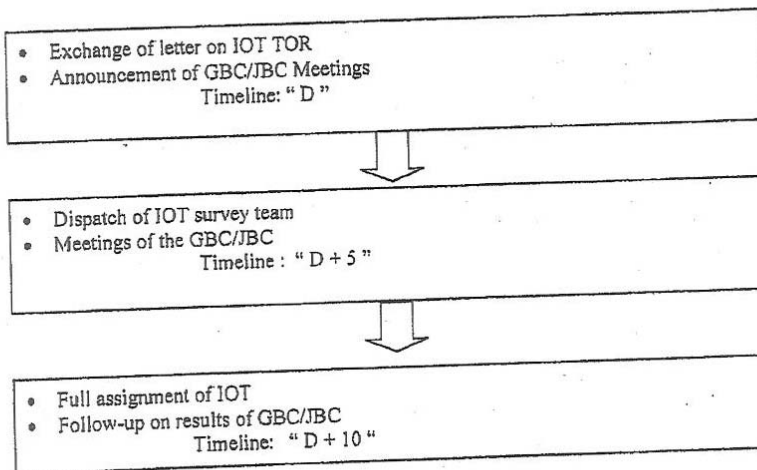 • Exchange of letter on IOT TOR
• Announcement of GBC/JBC Meetings
Timeline: “ D ”
• Dispatch of IOT survey team
• Meetings of the GBC/JBC
Timeline : “ D + 5 ”
• Full assignment of IOT
• Follow-up on results of GBC/JBC
Timeline: “ D + 10 “